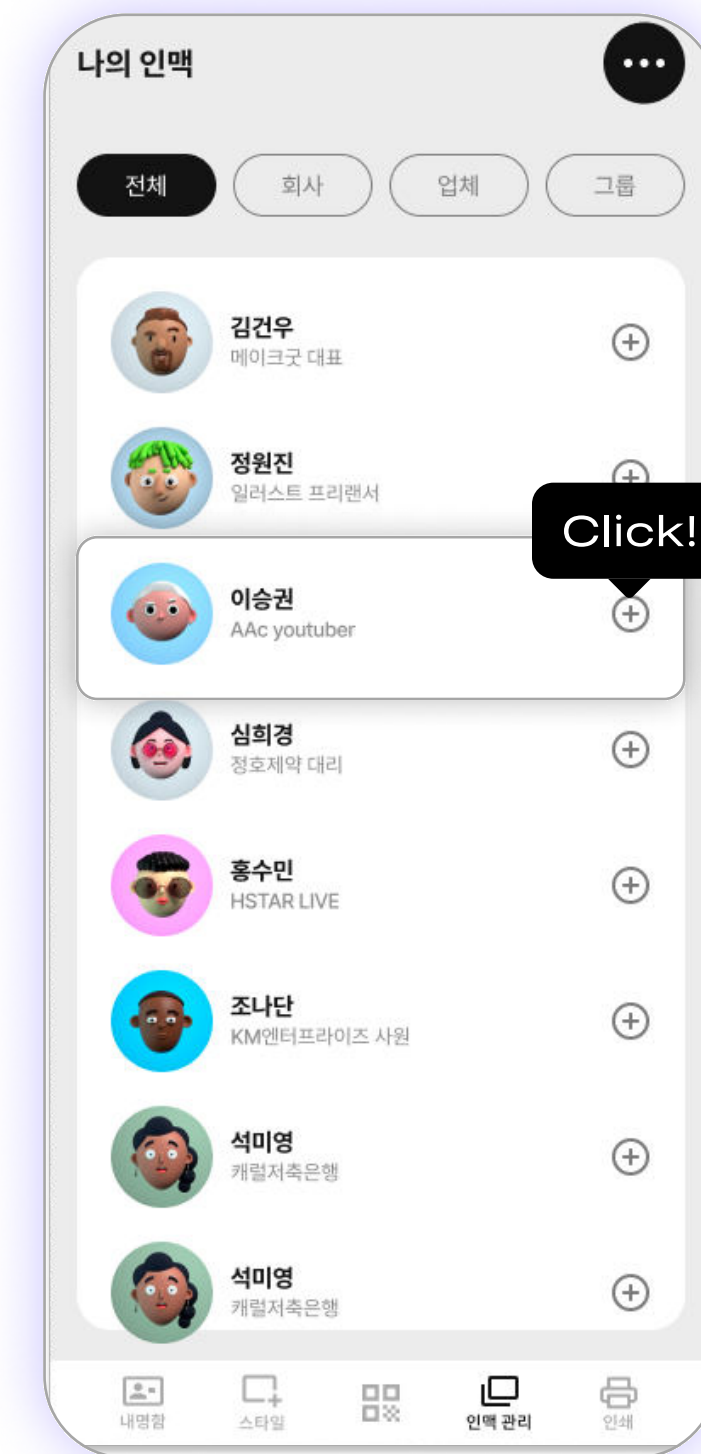 나의 인맥
전체 회사 업체 그룹
김건우
메이크굿 대표
정원진
일러스트 프리랜서
Click!
이승권
AAc youtuber
심희경
정호제약 대리
홍수민
HSTAR LIVE
조나단
KM엔터프라이즈 사원
석미영
캐럴저축은행
석미영
캐럴저축은행
내명함 스타일 인맥 관리 인쇄